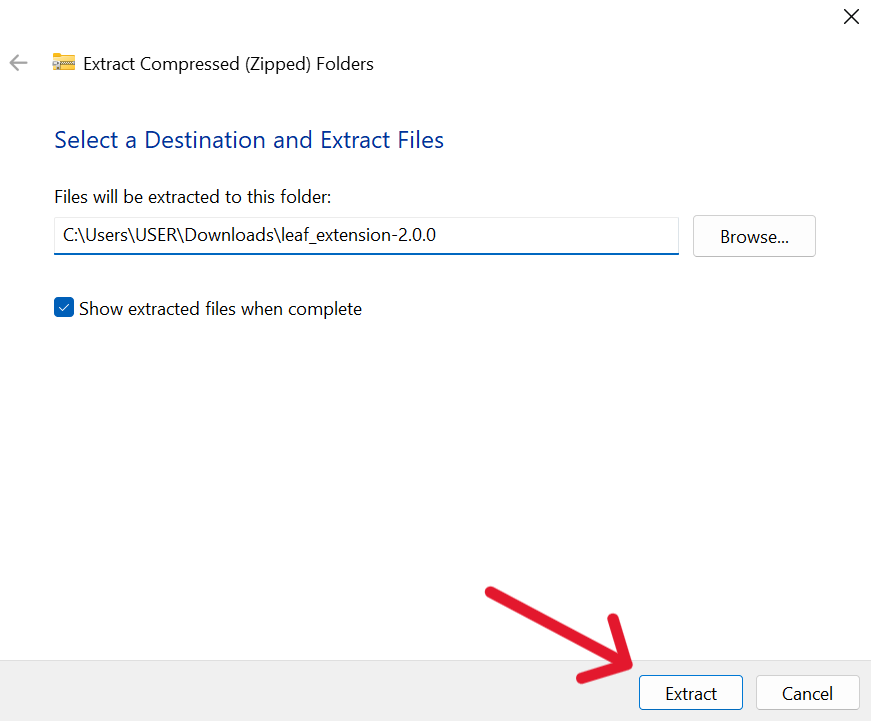 Extract Compressed (Zipped) Folders
Select a Destination and Extract Files
Files will be extracted to this folder:
C:\Users\USER\Downloads\leaf_extension-2.0.0
Browse...
Show extracted files when complete
Extract
Cancel